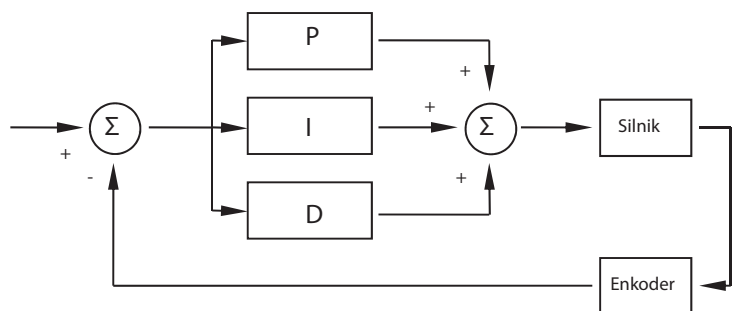 P
+
Σ
I
+
Σ
Silnik
+
-
D
+
Enkoder